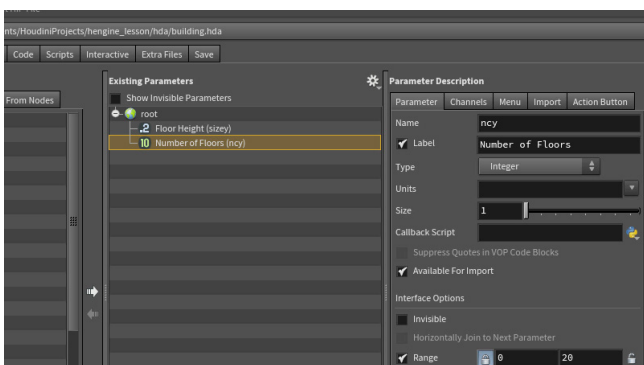 nts/HoudiniProjects/hengine_lesson/hda/building.hda
Code Scripts Interactive Extra Files Save
Existing Parameters
Parameter Description
From Nodes
Show Invisible Parameters
root
.2 Floor Height (sizey)
10 Number of Floors (ncy)
Parameter Channels Menu Import Action Button
Name ncy
Label Number of Floors
Type Integer
Units
Size 1
Callback Script
Suppress Quotes in VOP Code Blocks
Available For Import
Interface Options
Invisible
Horizontally Join to Next Parameter
Range 0 20